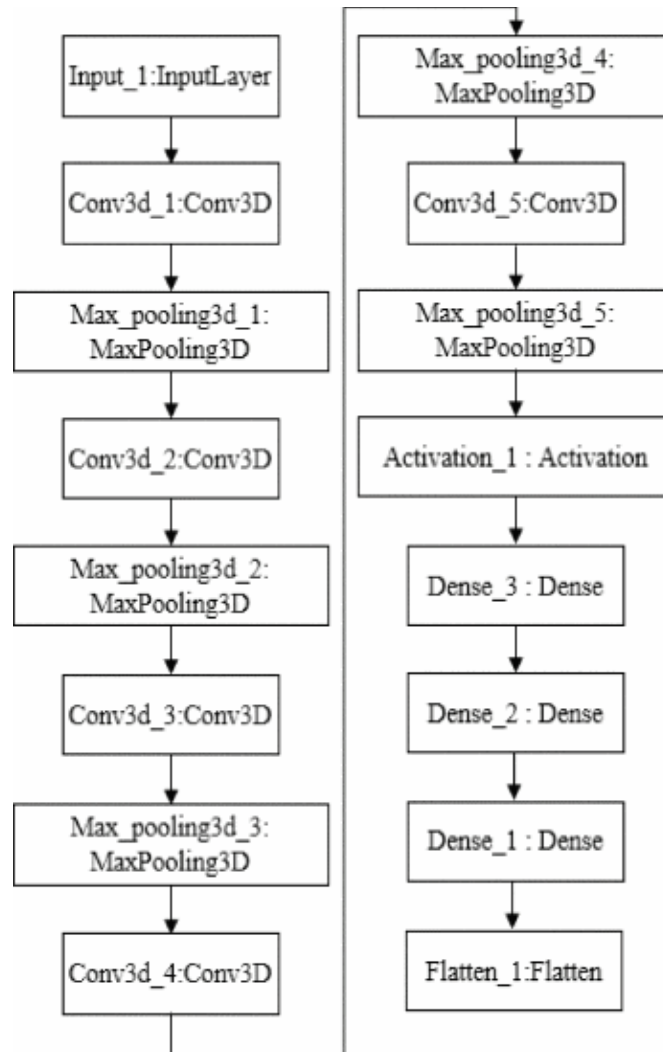 Input_1:InputLayer
Conv3d_1:Conv3D
Max_pooling3d_1:
MaxPooling3D
Conv3d_2:Conv3D
Max_pooling3d_2:
MaxPooling3D
Conv3d_3:Conv3D
Max_pooling3d_3:
MaxPooling3D
Conv3d_4:Conv3D
Max_pooling3d_4:
MaxPooling3D
Conv3d_5:Conv3D
Max_pooling3d_5:
MaxPooling3D
Activation_1 : Activation
Dense_3 : Dense
Dense_2 : Dense
Dense_1 : Dense
Flatten_1:Flatten